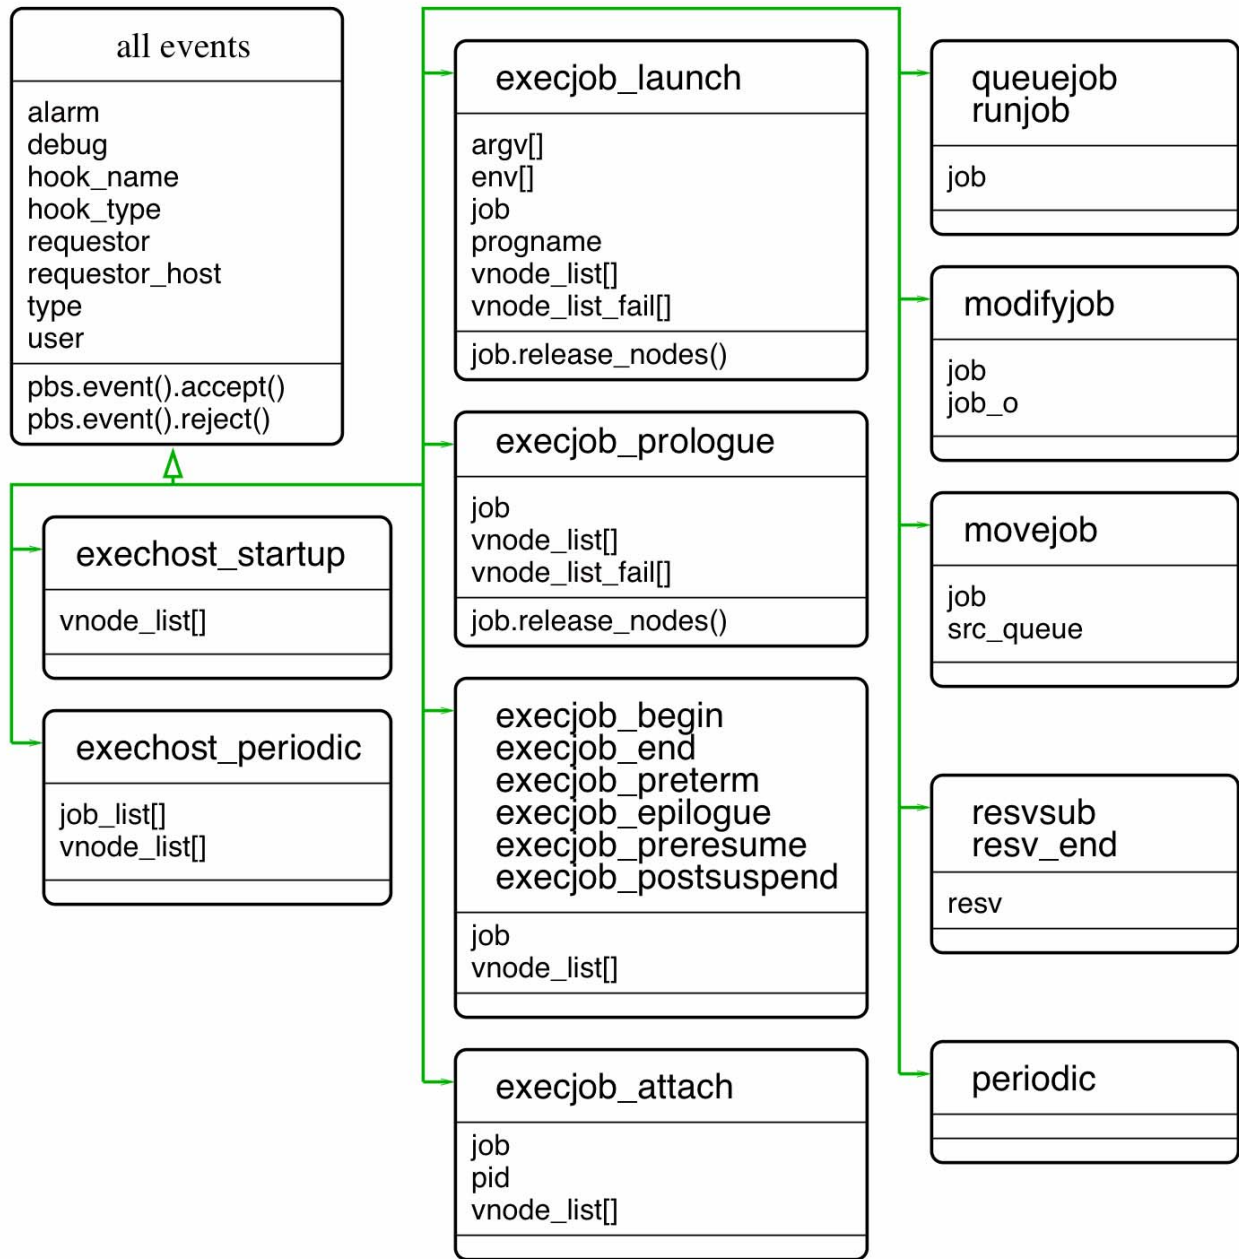 all events
alarm
debug
hook_name
hook_type
requestor
requestor_host
type
user
pbs.event().accept()
pbs.event().reject()
exechost_startup
vnode_list[]
exechost_periodic
job_list[]
vnode_list[]
execjob_launch
argv[]
env[]
job
progname
vnode_list[]
vnode_list_fail[]
job.release_nodes()
execjob_prologue
job
vnode_list[]
vnode_list_fail[]
job.release_nodes()
execjob_begin
execjob_end
execjob_preterm
execjob_epilogue
execjob_preresume
execjob_postsuspend
job
vnode_list[]
execjob_attach
job
pid
vnode_list[]
queuejob
runjob
job
modifyjob
job
job_o
movejob
job
src_queue
resvsub
resv_end
resv
periodic